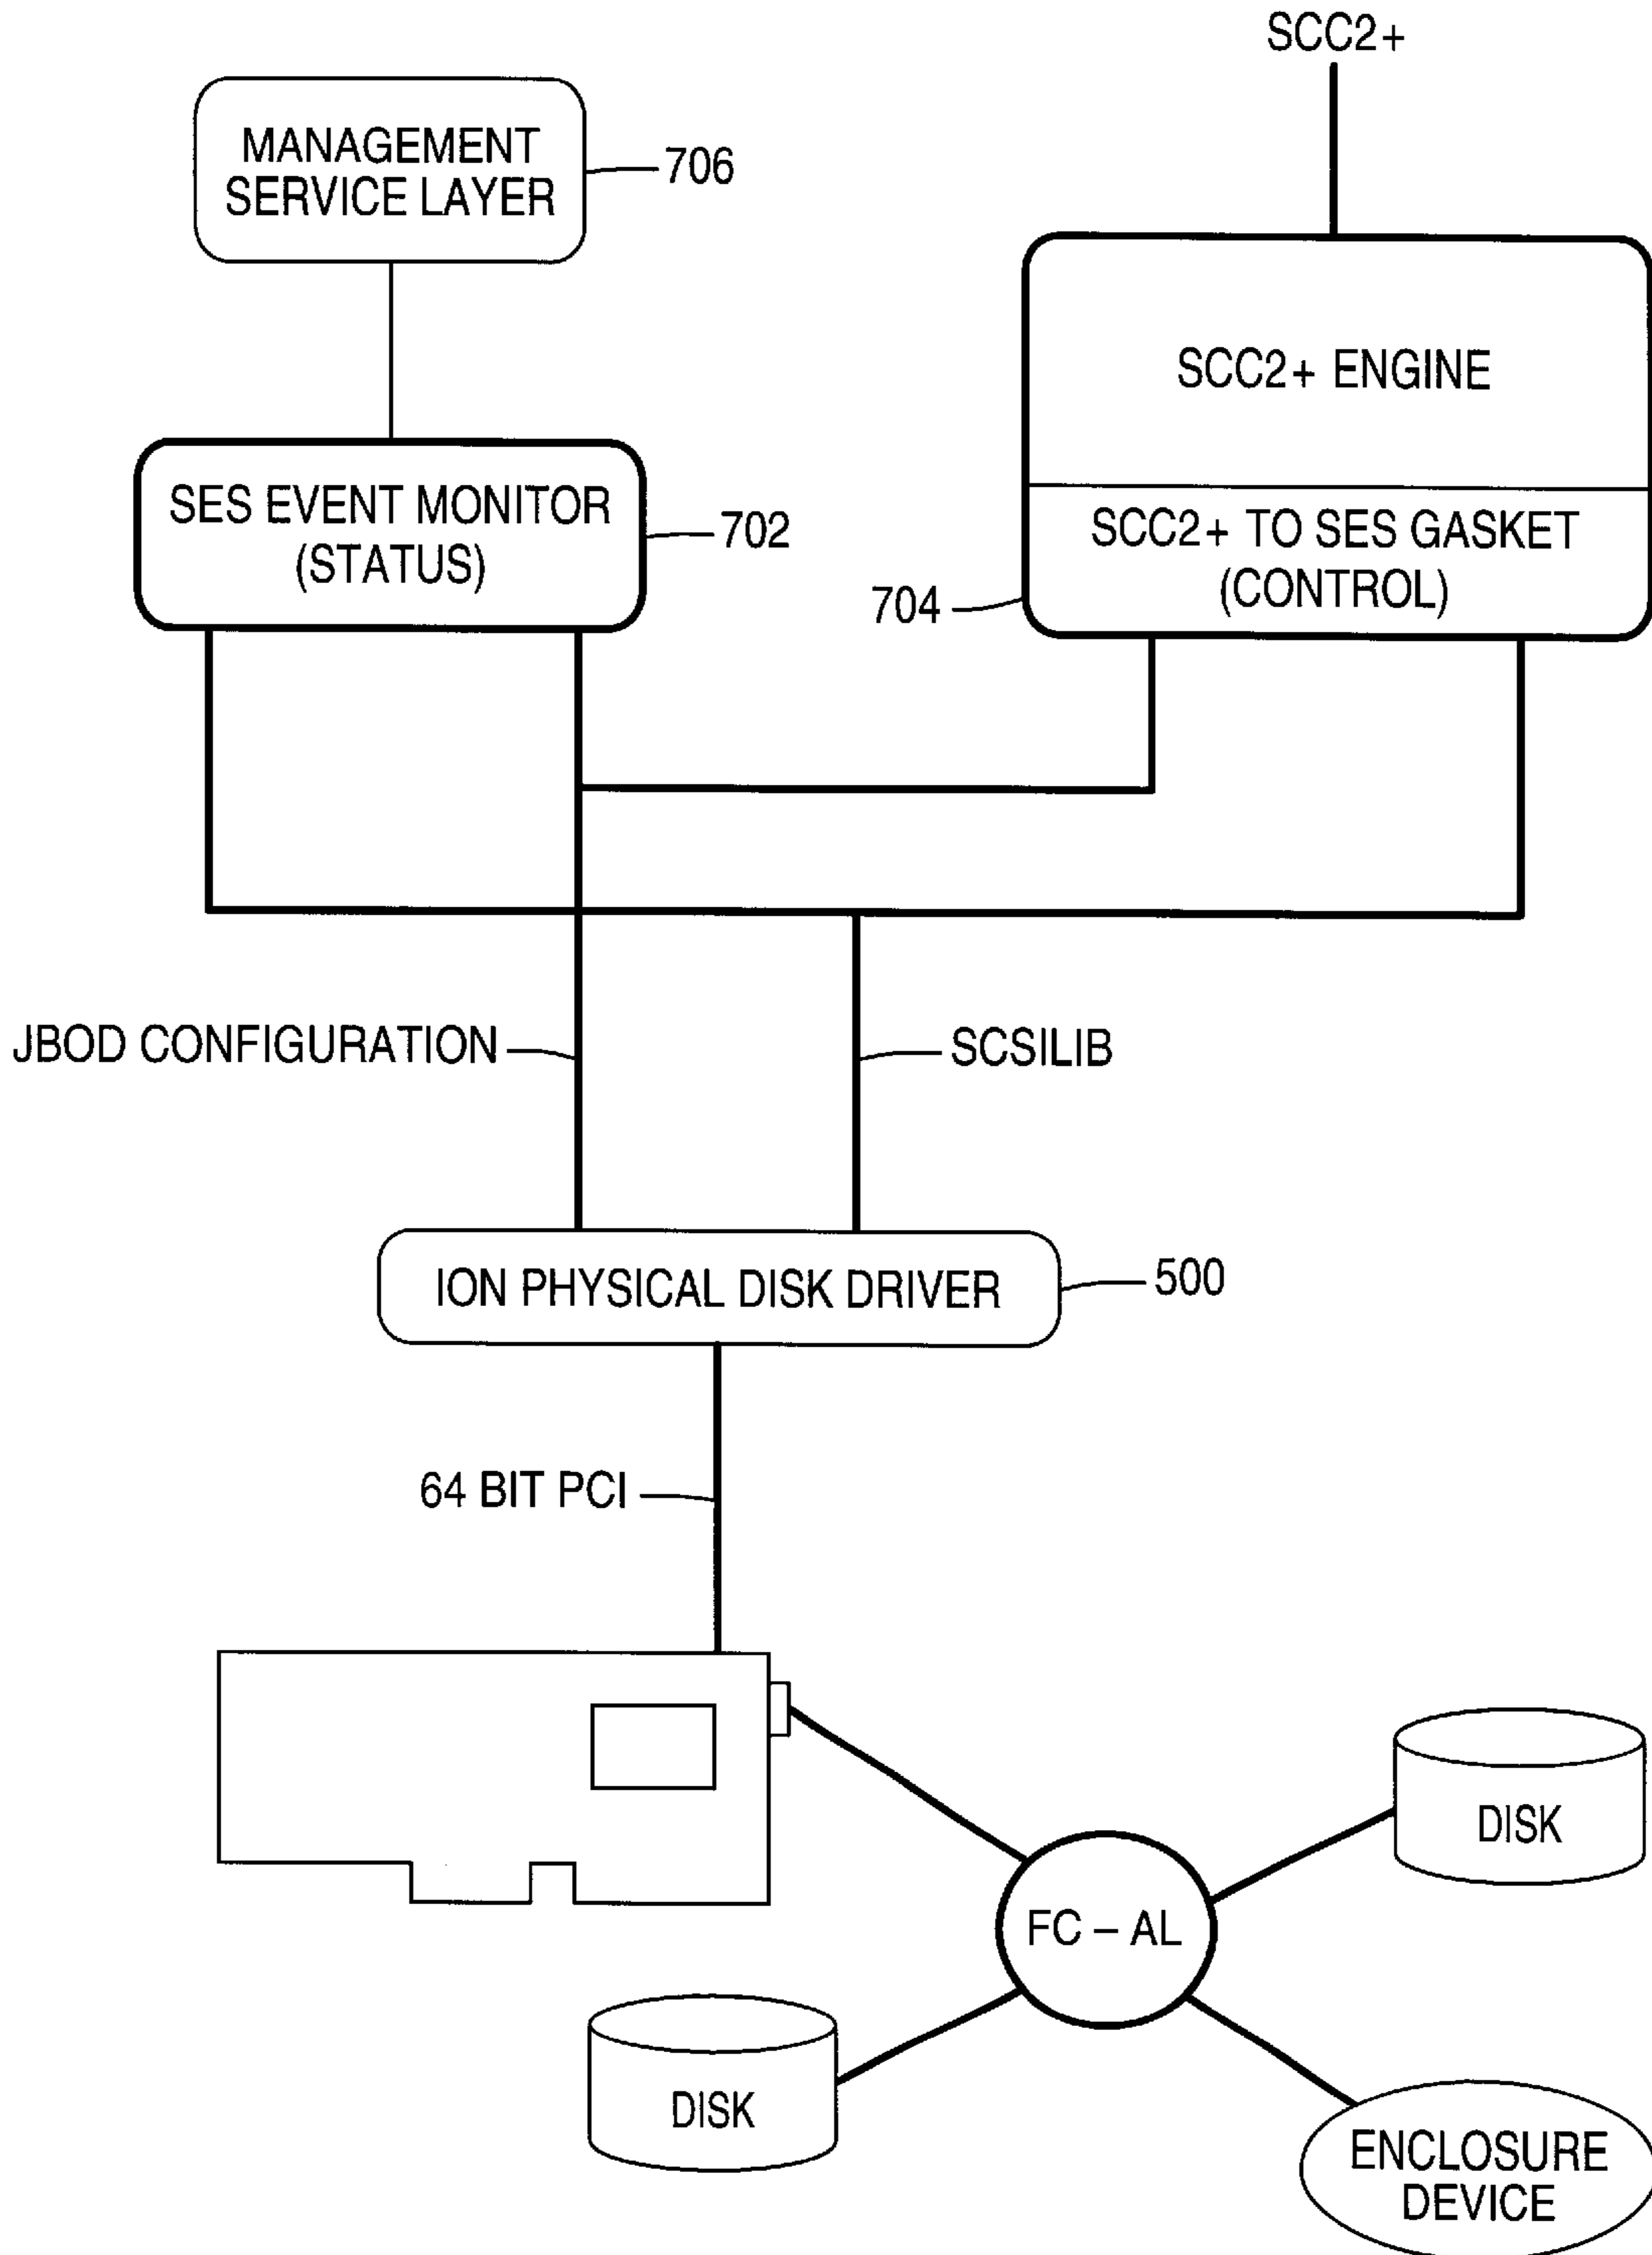 SCC2+
MANAGEMENT
SERVICE LAYER
706
SCC2+ ENGINE
SES EVENT MONITOR
(STATUS)
702
SCC2+ TO SES GASKET
(CONTROL)
704
JBOD CONFIGURATION
SCSILIB
ION PHYSICAL DISK DRIVER
500
64 BIT PCI
DISK
FC – AL
DISK
ENCLOSURE
DEVICE